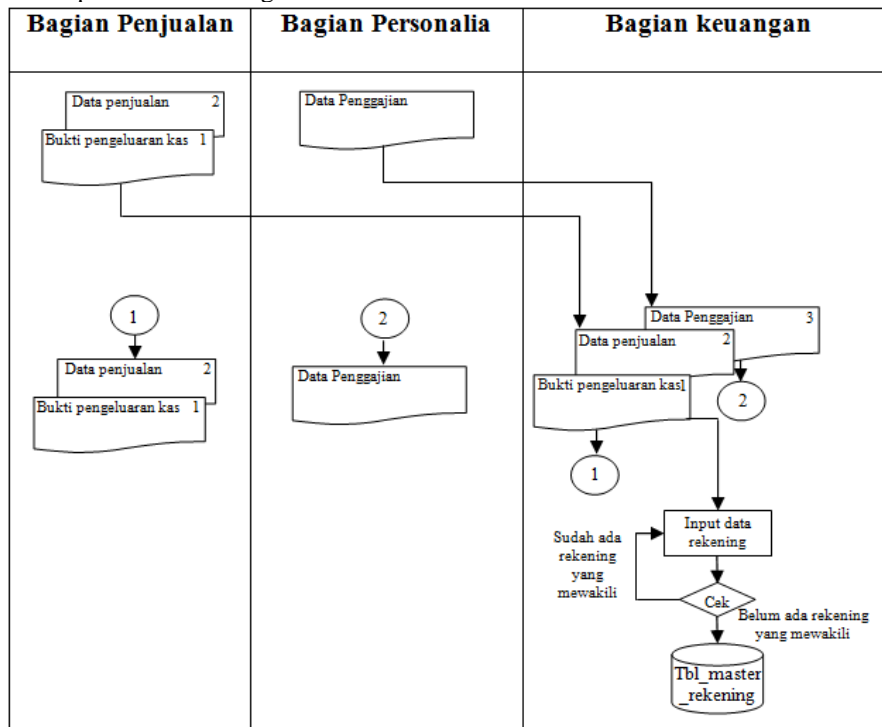 Bagian Penjualan
Bagian Personalia
Bagian keuangan
Data penjualan 2
Bukti pengeluaran kas 1
Data Penggajian
1
Data penjualan 2
Bukti pengeluaran kas 1
2
Data Penggajian
Data Penggajian 3
Data penjualan 2
Bukti pengeluaran kas1
2
1
Input data
rekening
Sudah ada
rekening
yang
mewakili
Cek
Belum ada rekening
yang mewakili
Tbl_master
_rekening